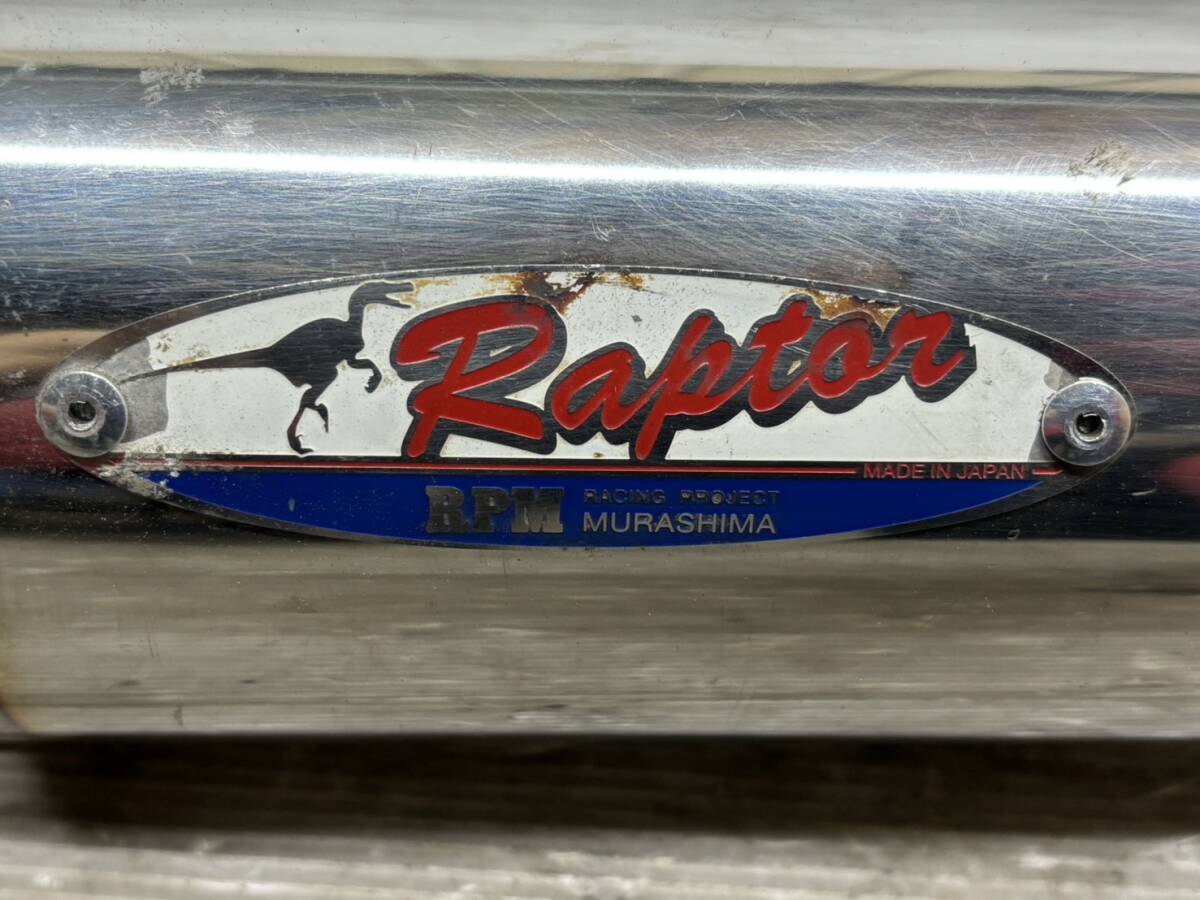 Raptor
MADE IN JAPAN
RPM RACING PROJECT
MURASHIMA